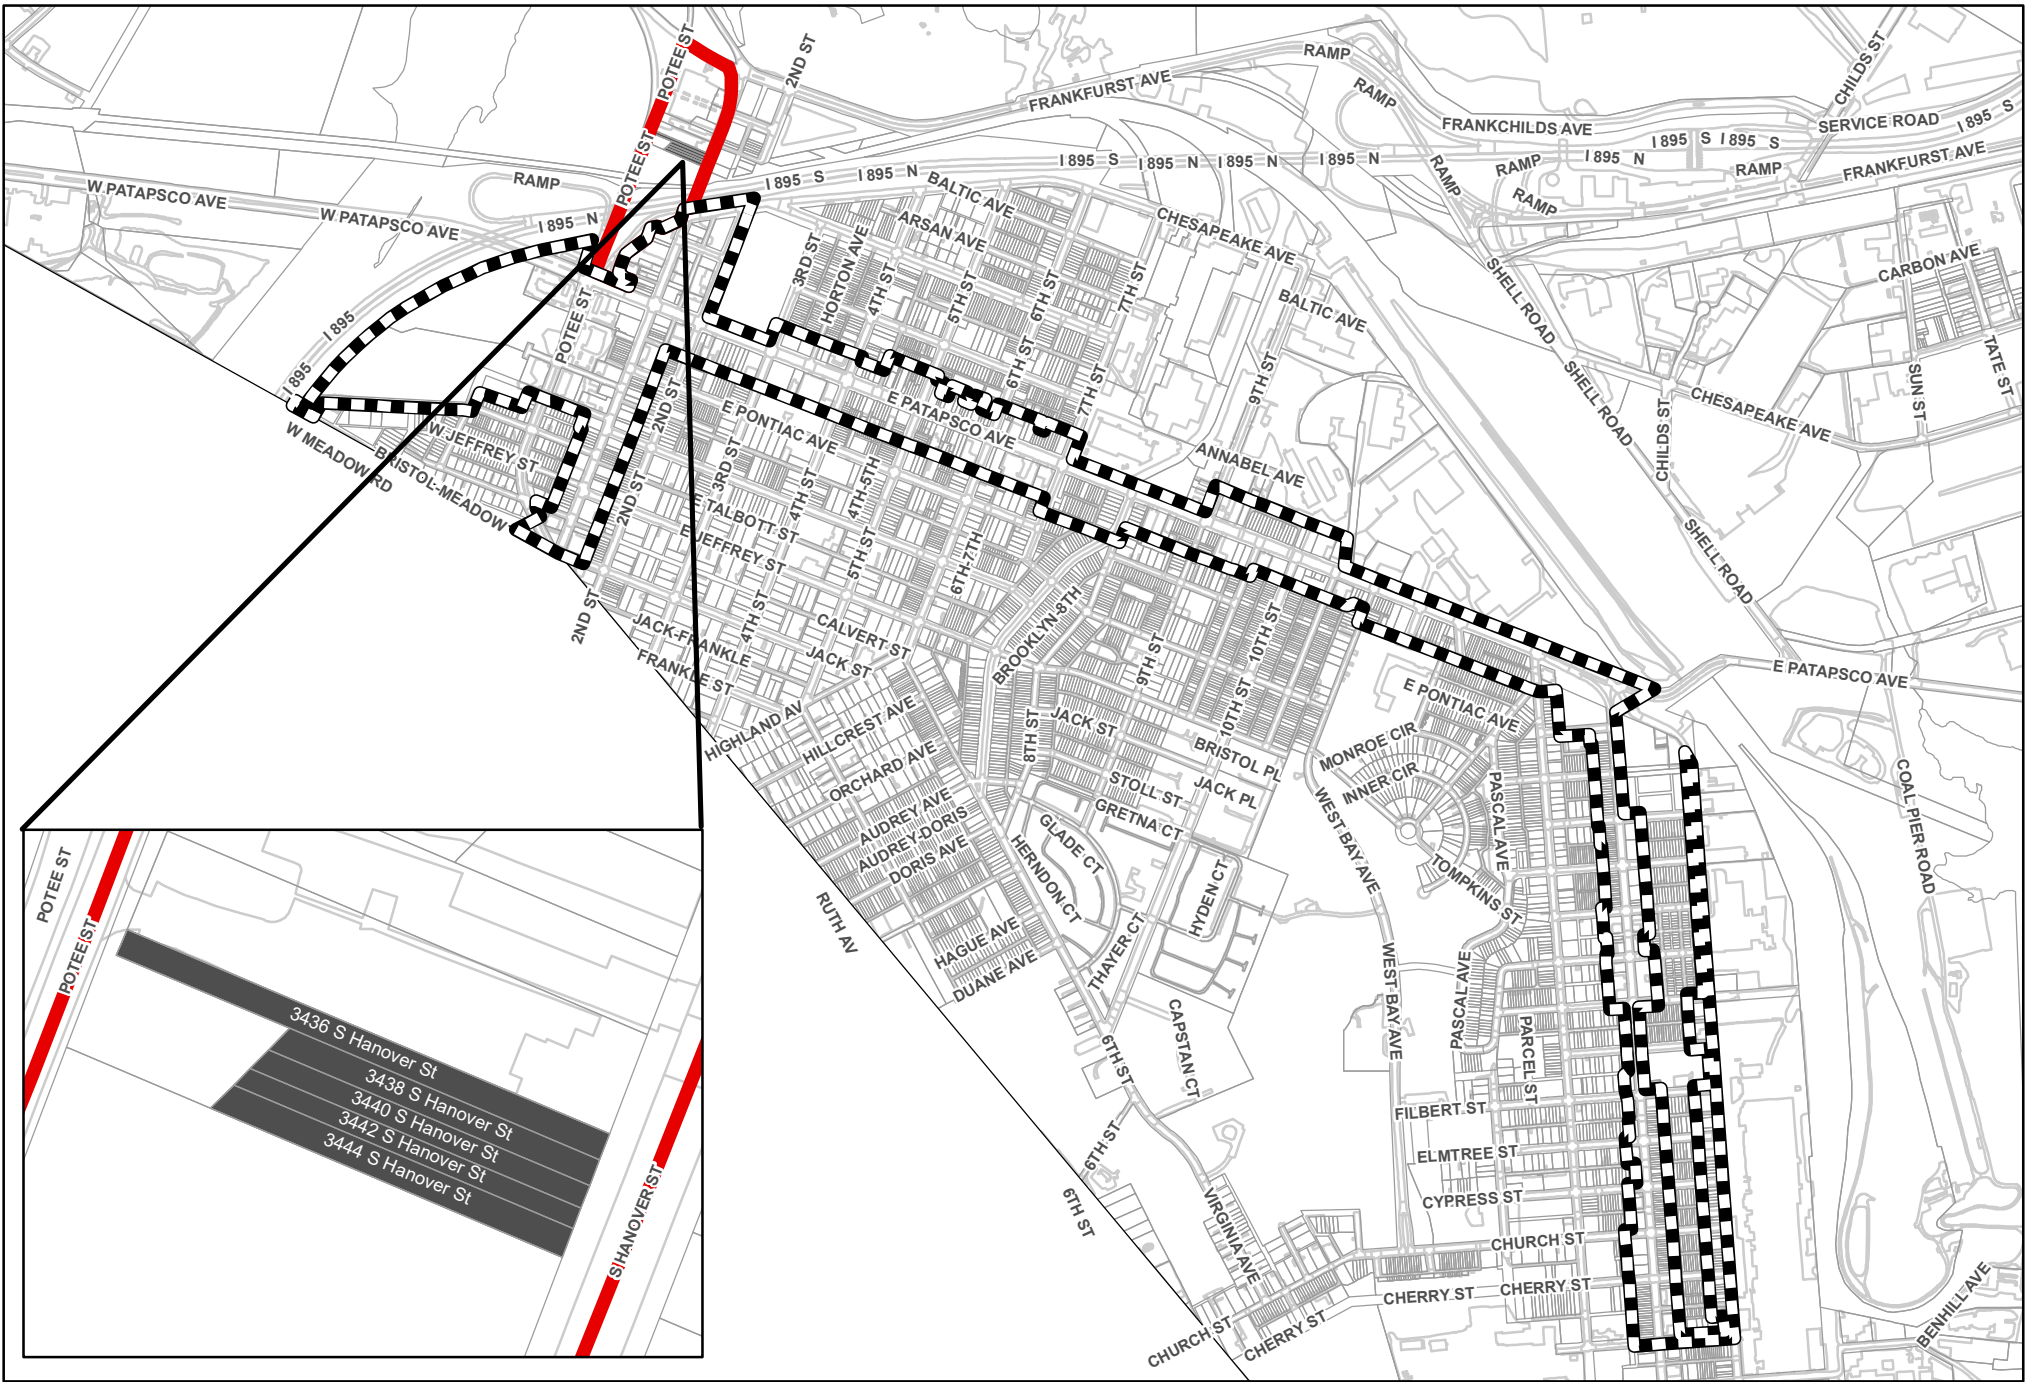 POTEE ST
2ND ST
RAMP
FRANKFURST AVE
RAMP
CHILDS ST
FRANKCHILDS AVE
SERVICE ROAD
I 895 S
I 895 S
I 895 S
FRANKFURST AVE
POTEE ST
I 895 S
I 895 N
I 895 S
I 895 N
I 895 N
I 895 N
I 895 N
RAMP
RAMP
RAMP
RAMP
W PATAPSCO AVE
W PATAPSCO AVE
RAMP
POTEE ST
I 895 N
BALTIC AVE
ARSAN AVE
CHESAPEAKE AVE
BALTIC AVE
SHELL ROAD
CARBON AVE
3RD ST
HORTON AVE
4TH ST
5TH ST
6TH ST
7TH ST
I 895
I 895
POTEE ST
TATE ST
SUN ST
6TH ST
7TH ST
9TH ST
SHELL ROAD
CHESAPEAKE AVE
CHILDS ST
2ND ST
E PONTIAC AVE
E PATAPSCO AVE
ANNABEL AVE
W JEFFREY ST
W MEADOW RD
BRISTOL-MEADOW
2ND ST
3RD ST
4TH ST
4TH-5TH
E TALBOTT ST
E JEFFREY ST
5TH ST
6TH-7TH
SHELL ROAD
2ND ST
JACK-FRANKLE
FRANKLE ST
4TH ST
CALVERT ST
JACK ST
BROOKLYN-8TH
9TH ST
10TH ST
10TH ST
E PATAPSCO AVE
E PONTIAC AVE
HIGHLAND AV
HILLCREST AVE
ORCHARD AVE
8TH ST
JACK ST
BRISTOL PL
JACK PL
STOLL ST
GRETNA CT
MONROE CIR
INNER CIR
PASCAL AVE
COAL PIER ROAD
AUDREY AVE
AUDREY-DORIS
DORIS AVE
RUTH AV
HERNDON CT
GLADE CT
HYDEN CT
WEST BAY AVE
TOMPKINS ST
HAGUE AVE
DUANE AVE
THAYER CT
CAPSTAN CT
WEST BAY AVE
PASCAL AVE
PARCEL ST
6TH ST
6TH ST
6TH ST
VIRGINIA AVE
FILBERT ST
ELMTREE ST
CYPRESS ST
CHURCH ST
CHERRY ST
CHERRY ST
CHURCH ST
CHERRY ST
BENHILL AVE
POTEE ST
POTEE ST
3436 S Hanover St
3438 S Hanover St
3440 S Hanover St
3442 S Hanover St
3444 S Hanover St
S HANOVER ST